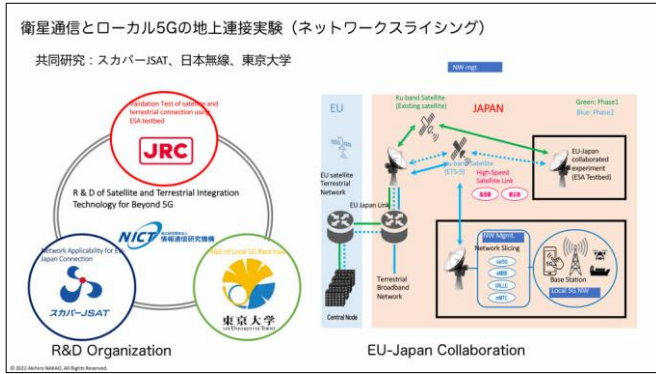 衛星通信とローカル5Gの地上連接実験（ネットワークスライシング）
共同研究：スカパーJSAT、日本無線、東京大学
Validation Test of satellite and
terrestrial connection using
ESA testbed
JRC
R & D of Satellite and Terrestrial Integration
Technology for Beyond 5G
NICT
情報通信研究機構
Network Applicability for EU
Japan Connection
スカパーJSAT
R&D of Local 5G Back haul
東京大学
R&D Organization
© 2022 Akihiro NAKAO, All Rights Reserved.
NW mgt
EU
JAPAN
Ku band Satellite
(Existing satellite)
Green: Phase1
Blue: Phase2
EU satellite
Terrestrial
Network
band Satellite
(ETS-9)
High Speed
Satellite Link
EU-Japan
collaborated
experiment
(ESA Testbed)
EU Japan Link
NW Mgmt.
Network Slicing
eMBB
URLLC
mMTC
Base Station
Local 5G NW
Terrestrial
Broadband
Network
Central Node
EU-Japan Collaboration